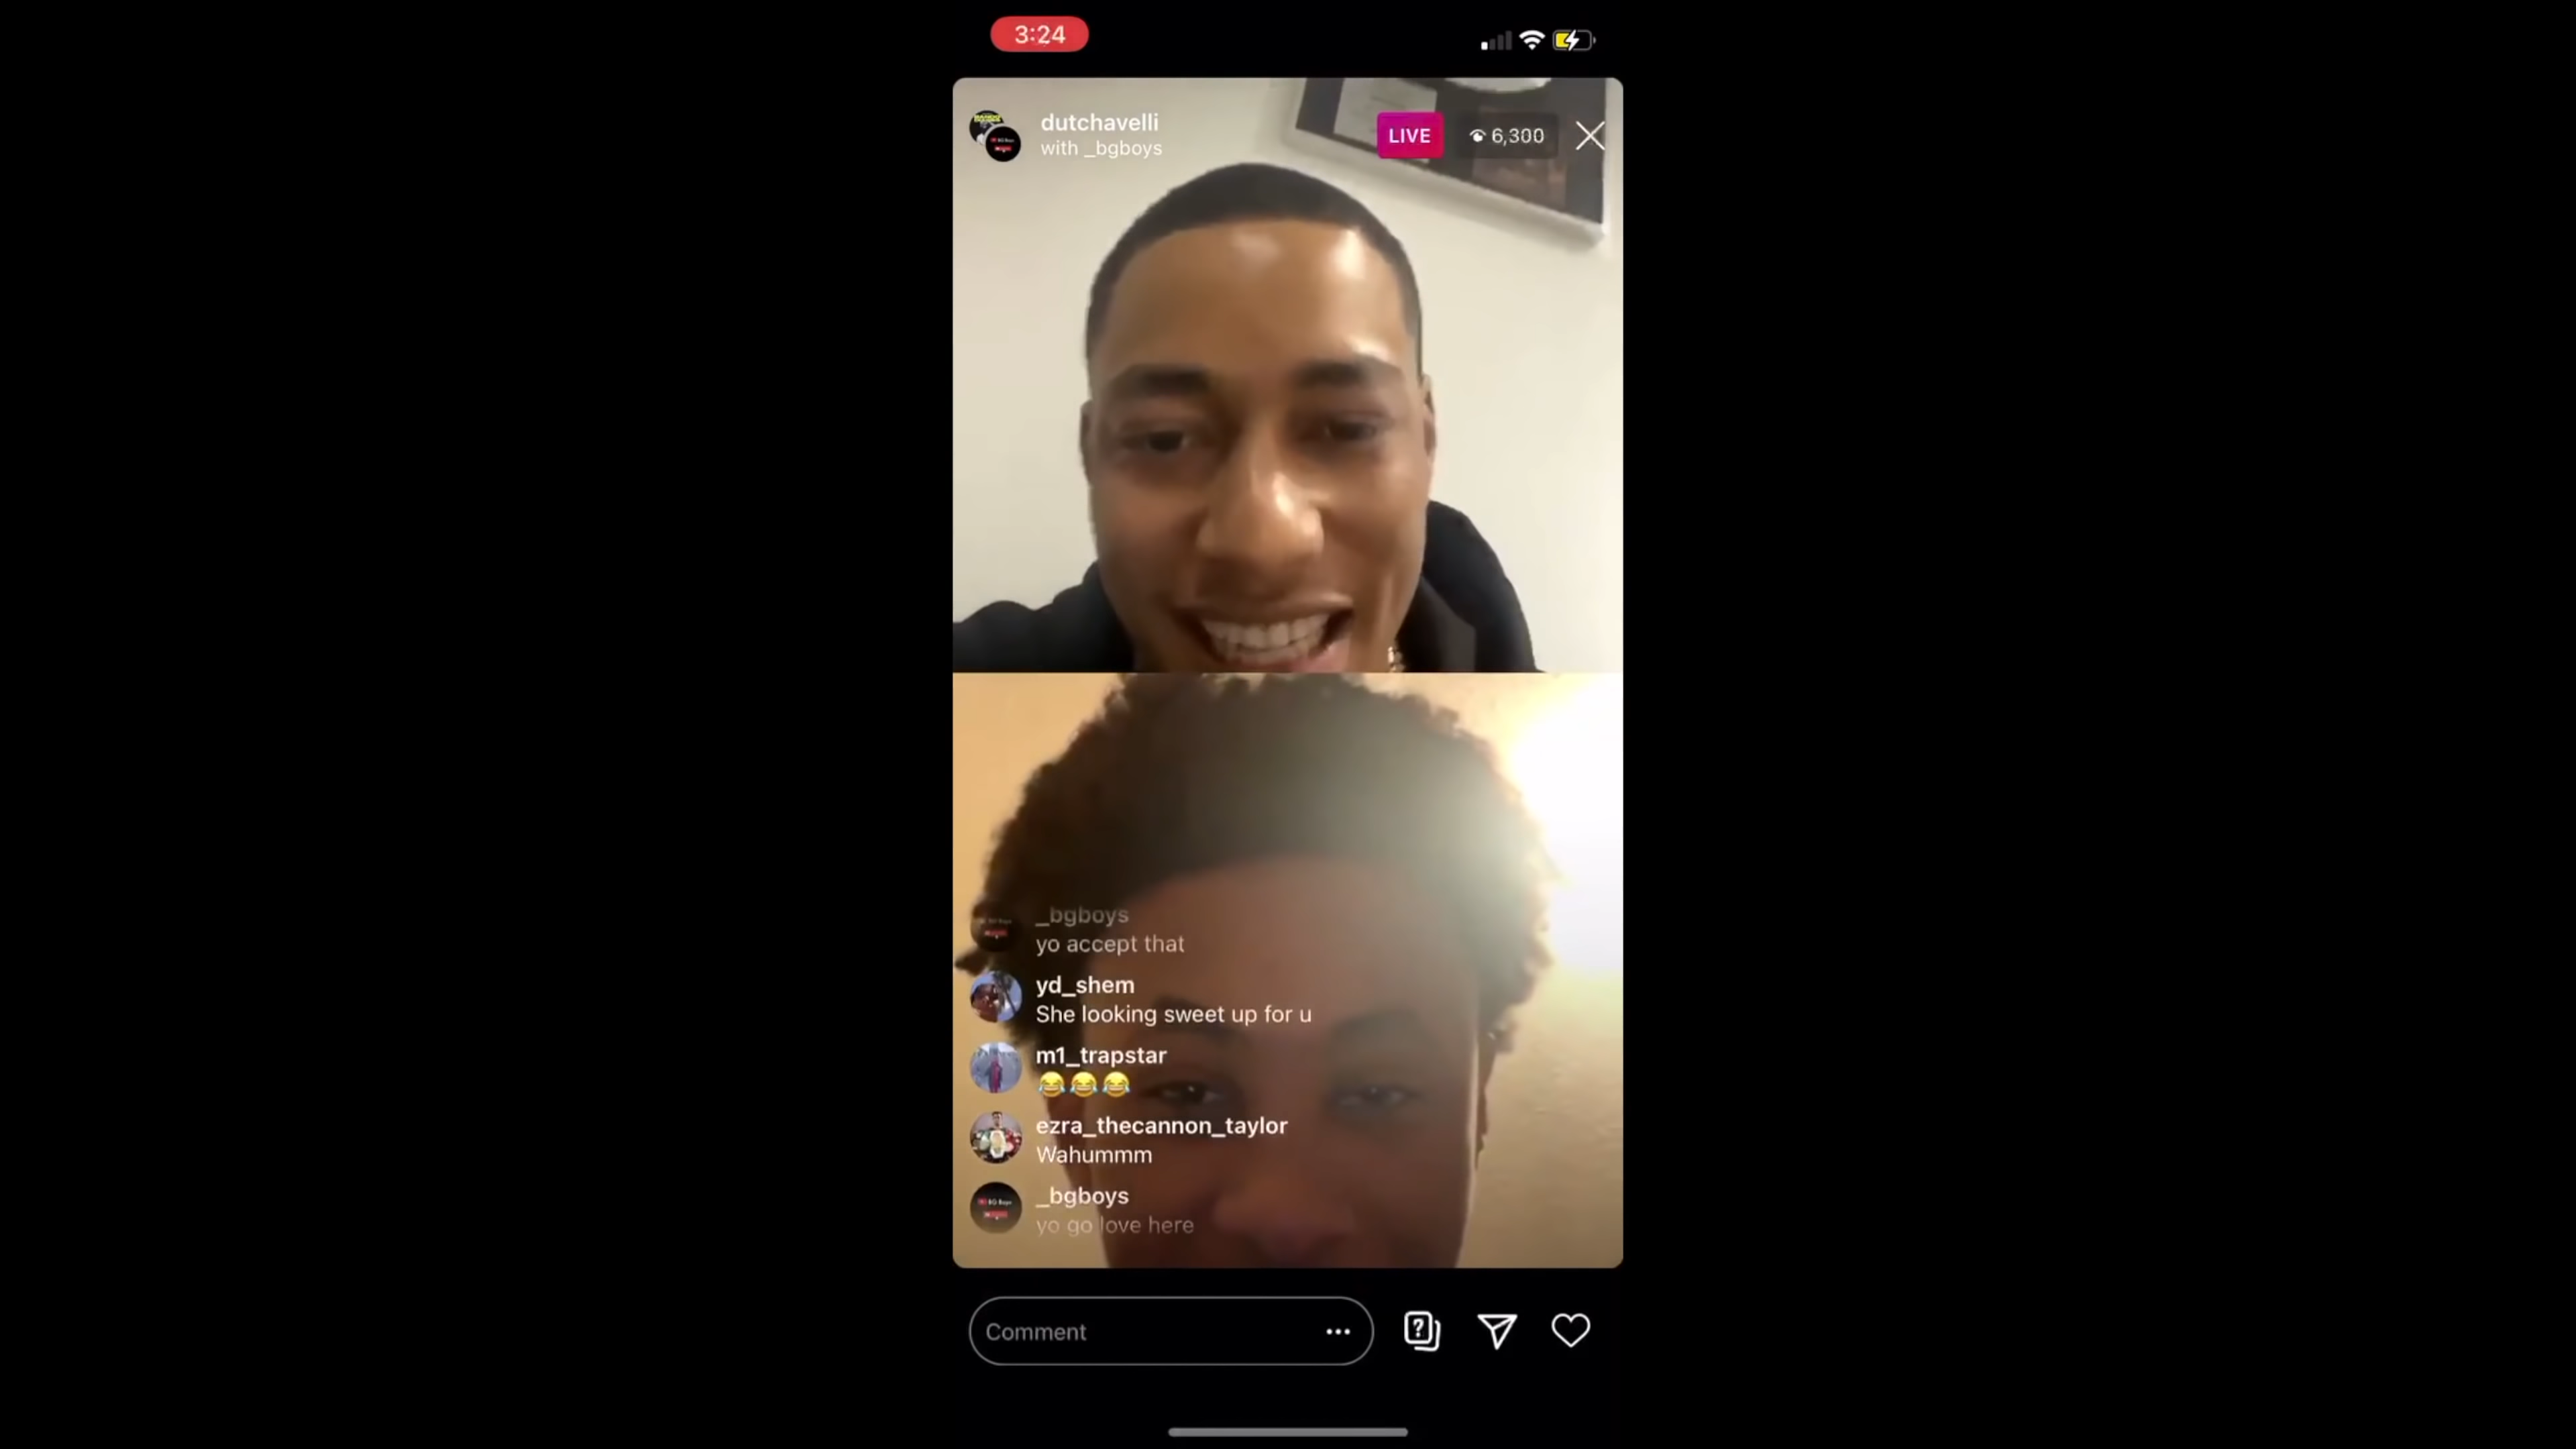 3:24
dutchavelli
with _bgboys
LIVE
6,300
_bgboys
yo accept that
yd_shem
She looking sweet up for u
m1_trapstar
😂😂😂
ezra_thecannon_taylor
Wahummm
_bgboys
yo go love here
Comment